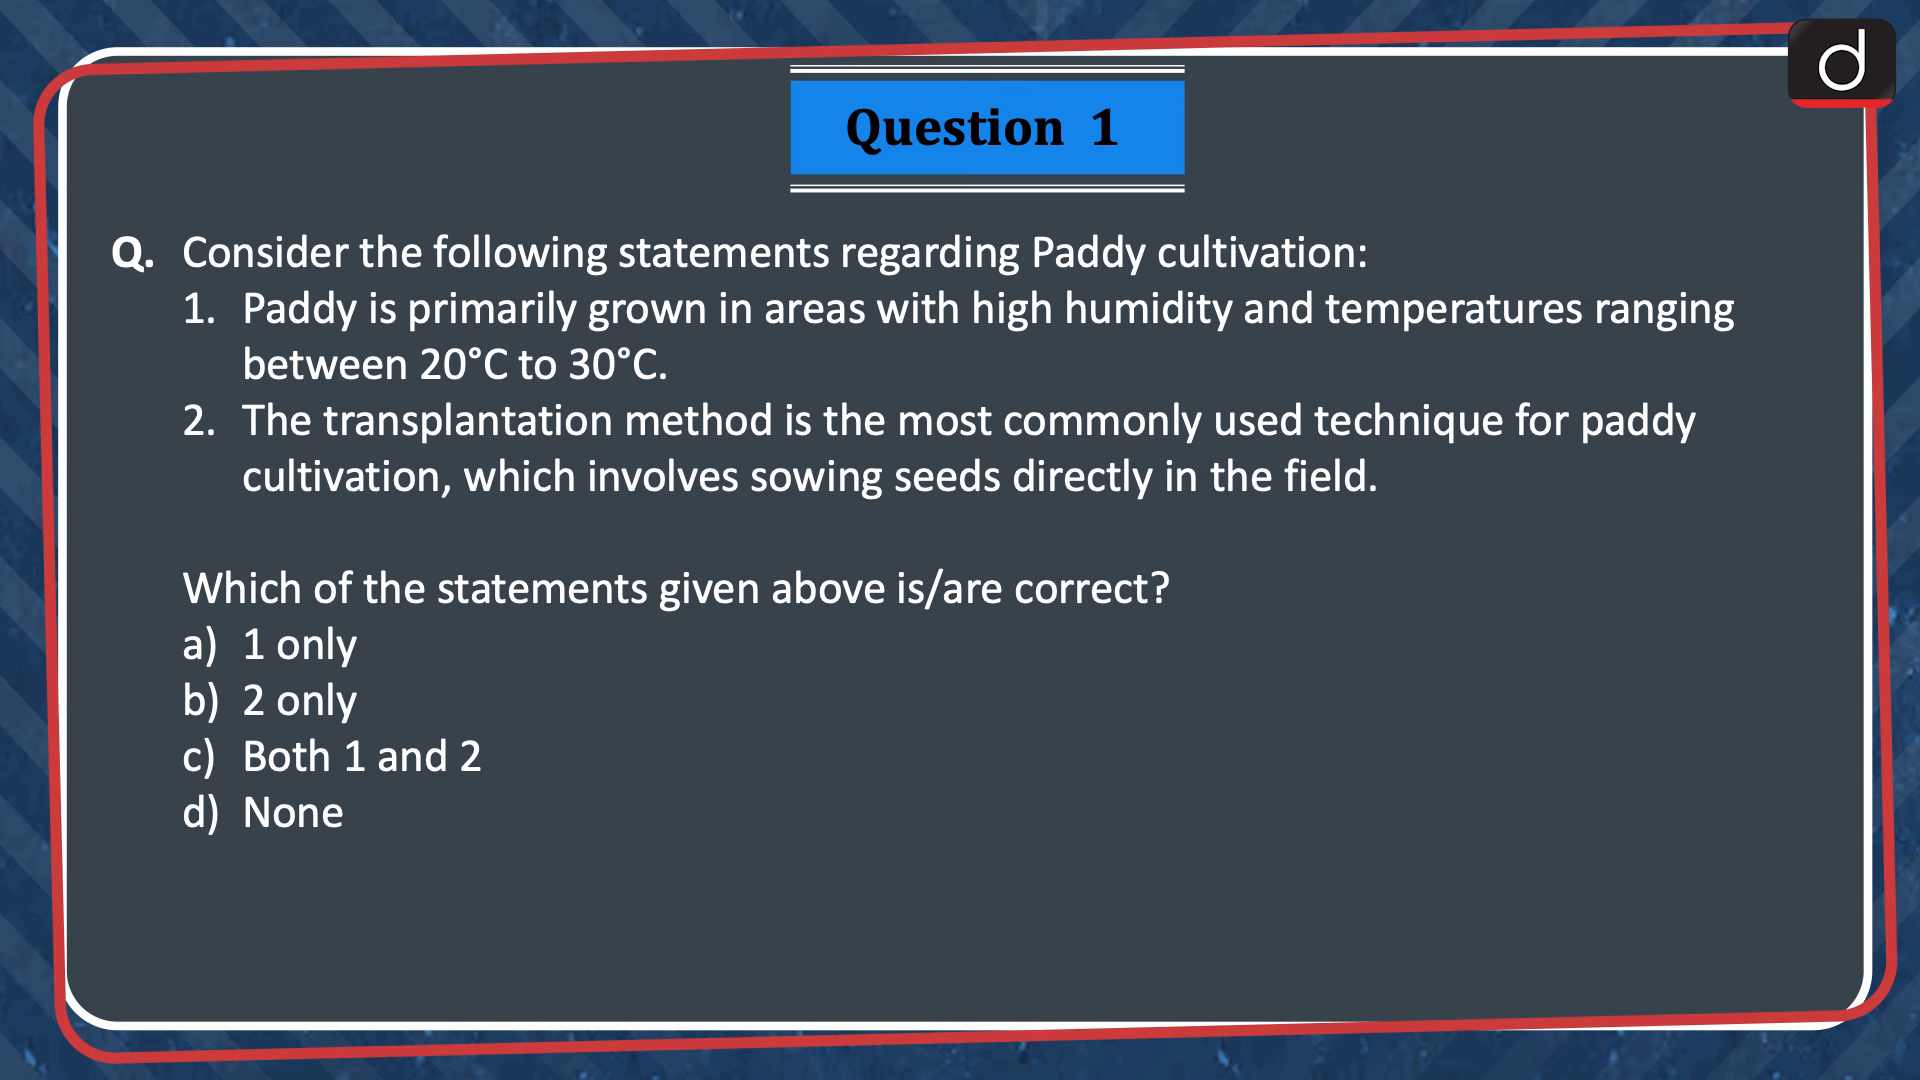 Question 1
Q. Consider the following statements regarding Paddy cultivation:
1. Paddy is primarily grown in areas with high humidity and temperatures ranging
between 20°C to 30°C.
2. The transplantation method is the most commonly used technique for paddy
cultivation, which involves sowing seeds directly in the field.
Which of the statements given above is/are correct?
a) 1 only
b) 2 only
c) Both 1 and 2
d) None